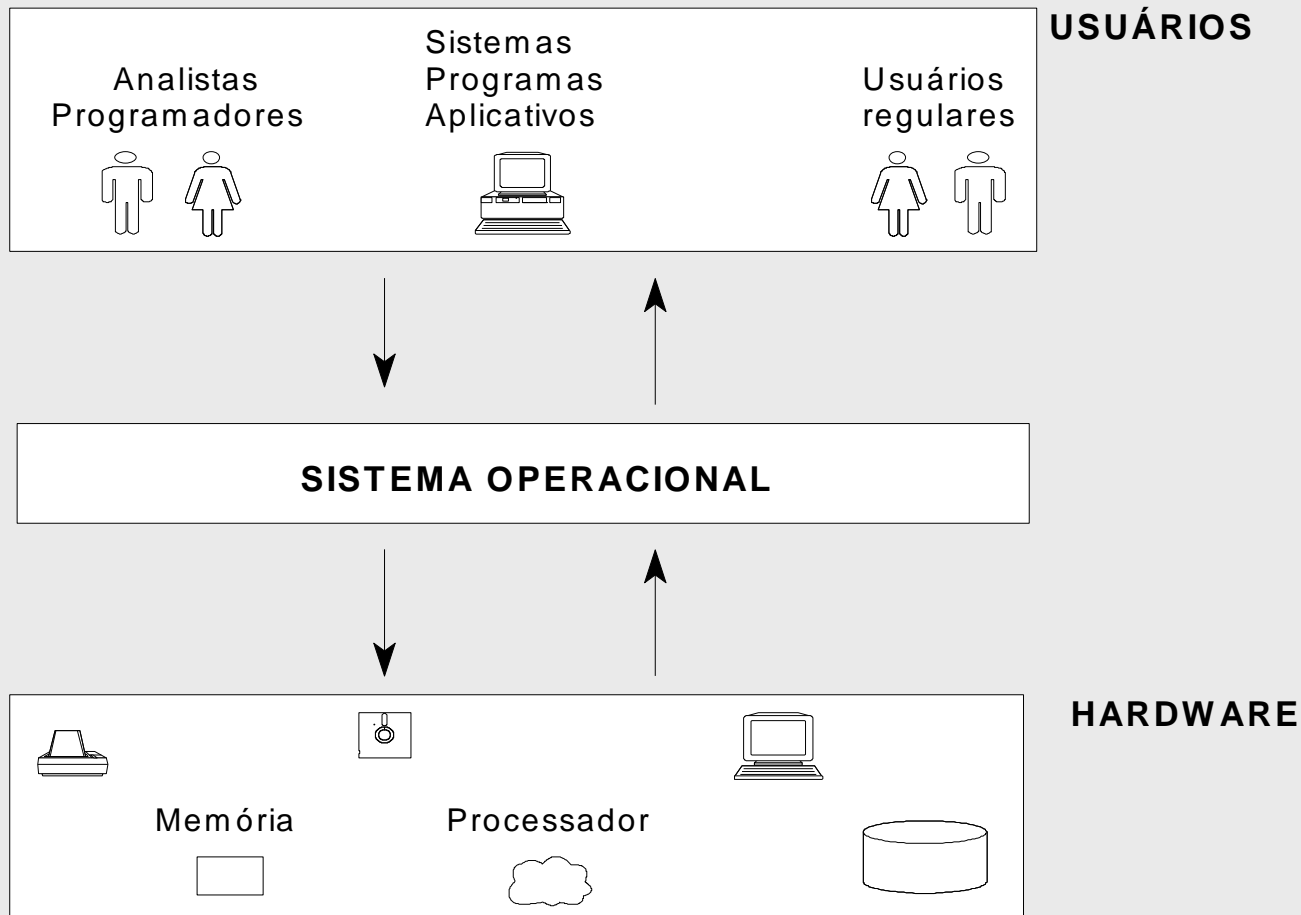 USUÁRIOS
Analistas
Programadores
Sistemas
Programas
Aplicativos
Usuários
regulares
SISTEMA OPERACIONAL
HARDWARE
Memória
Processador